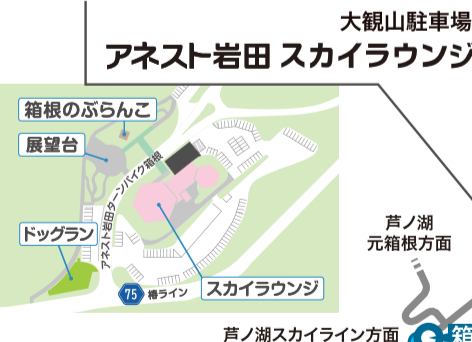 大観山駐車場
アネスト岩田 スカイラウンジ
箱根のぶらんこ
展望台
アネスト岩田ターンパイク箱根
ドッグラン
75 椿ライン
スカイラウンジ
芦ノ湖
元箱根方面
芦ノ湖スカイライン方面
箱